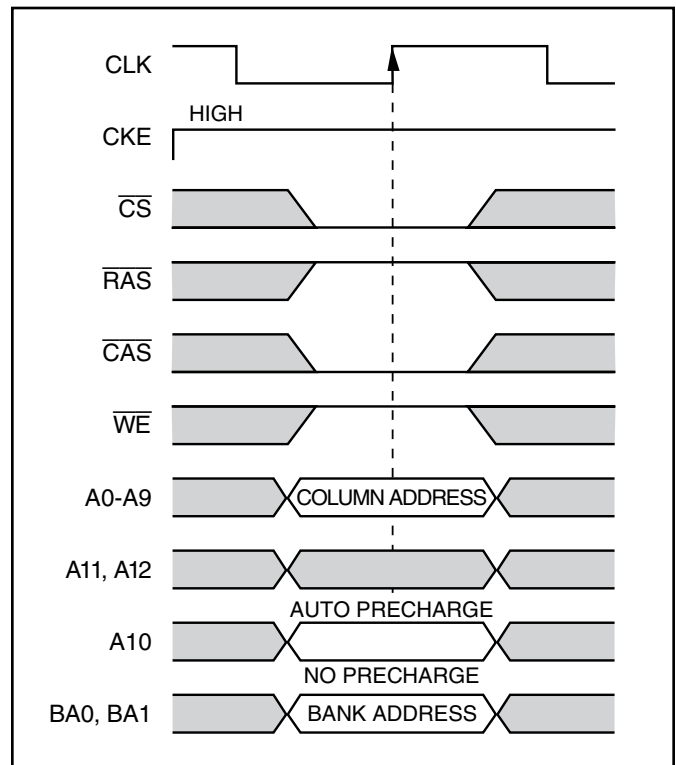 CLK
HIGH
CKE
CS
RAS
CAS
WE
A0-A9 COLUMN ADDRESS
A11, A12
AUTO PRECHARGE
A10
NO PRECHARGE
BA0, BA1 BANK ADDRESS